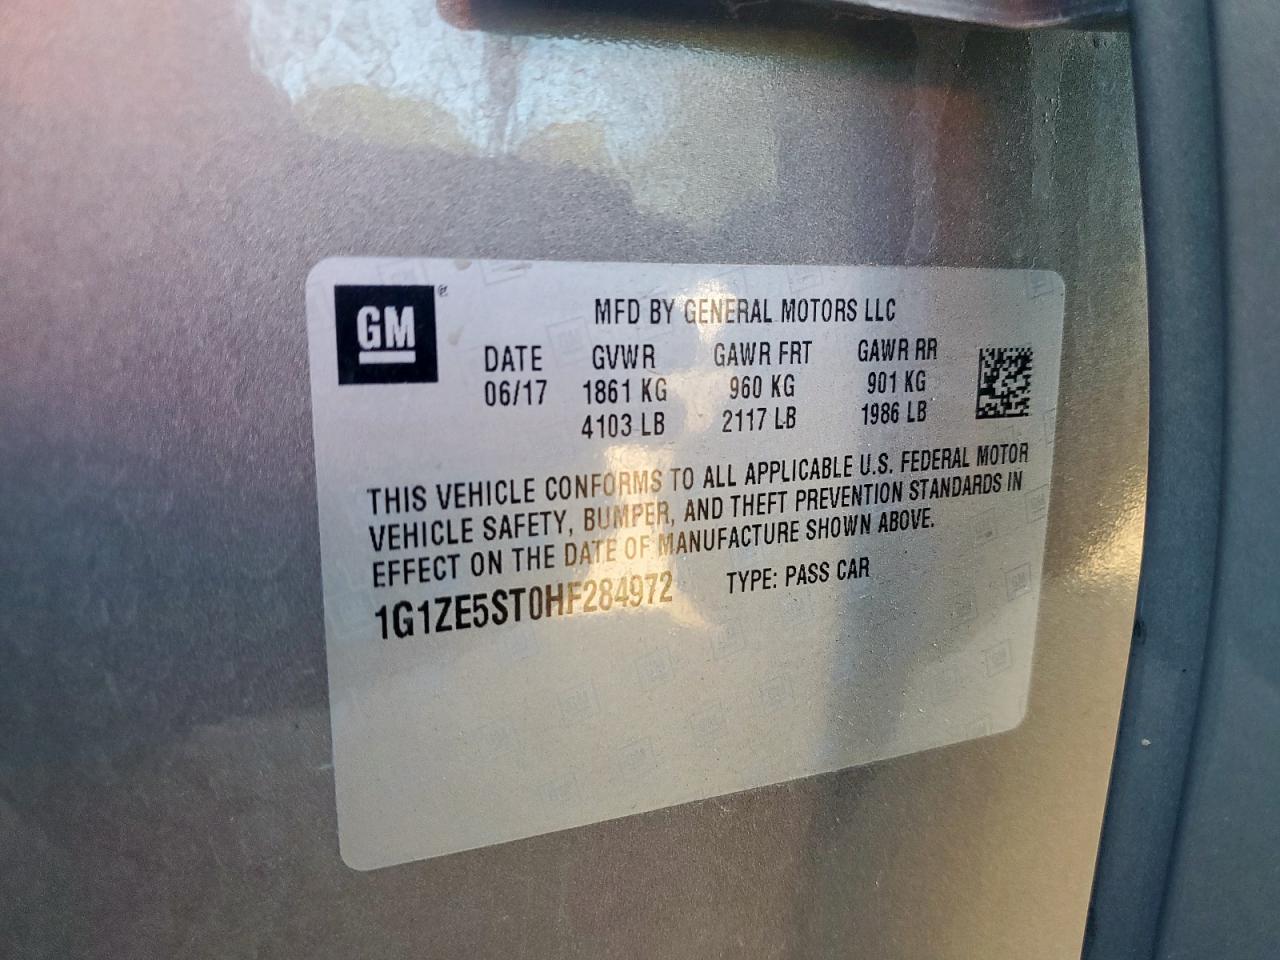 GM®
MFD BY GENERAL MOTORS LLC
DATE GVWR GAWR FRT GAWR RR
06/17 1861 KG 960 KG 901 KG
4103 LB 2117 LB 1986 LB
THIS VEHICLE CONFORMS TO ALL APPLICABLE U.S. FEDERAL MOTOR
VEHICLE SAFETY, BUMPER, AND THEFT PREVENTION STANDARDS IN
EFFECT ON THE DATE OF MANUFACTURE SHOWN ABOVE.
1G1ZE5ST0HF284972 TYPE: PASS CAR